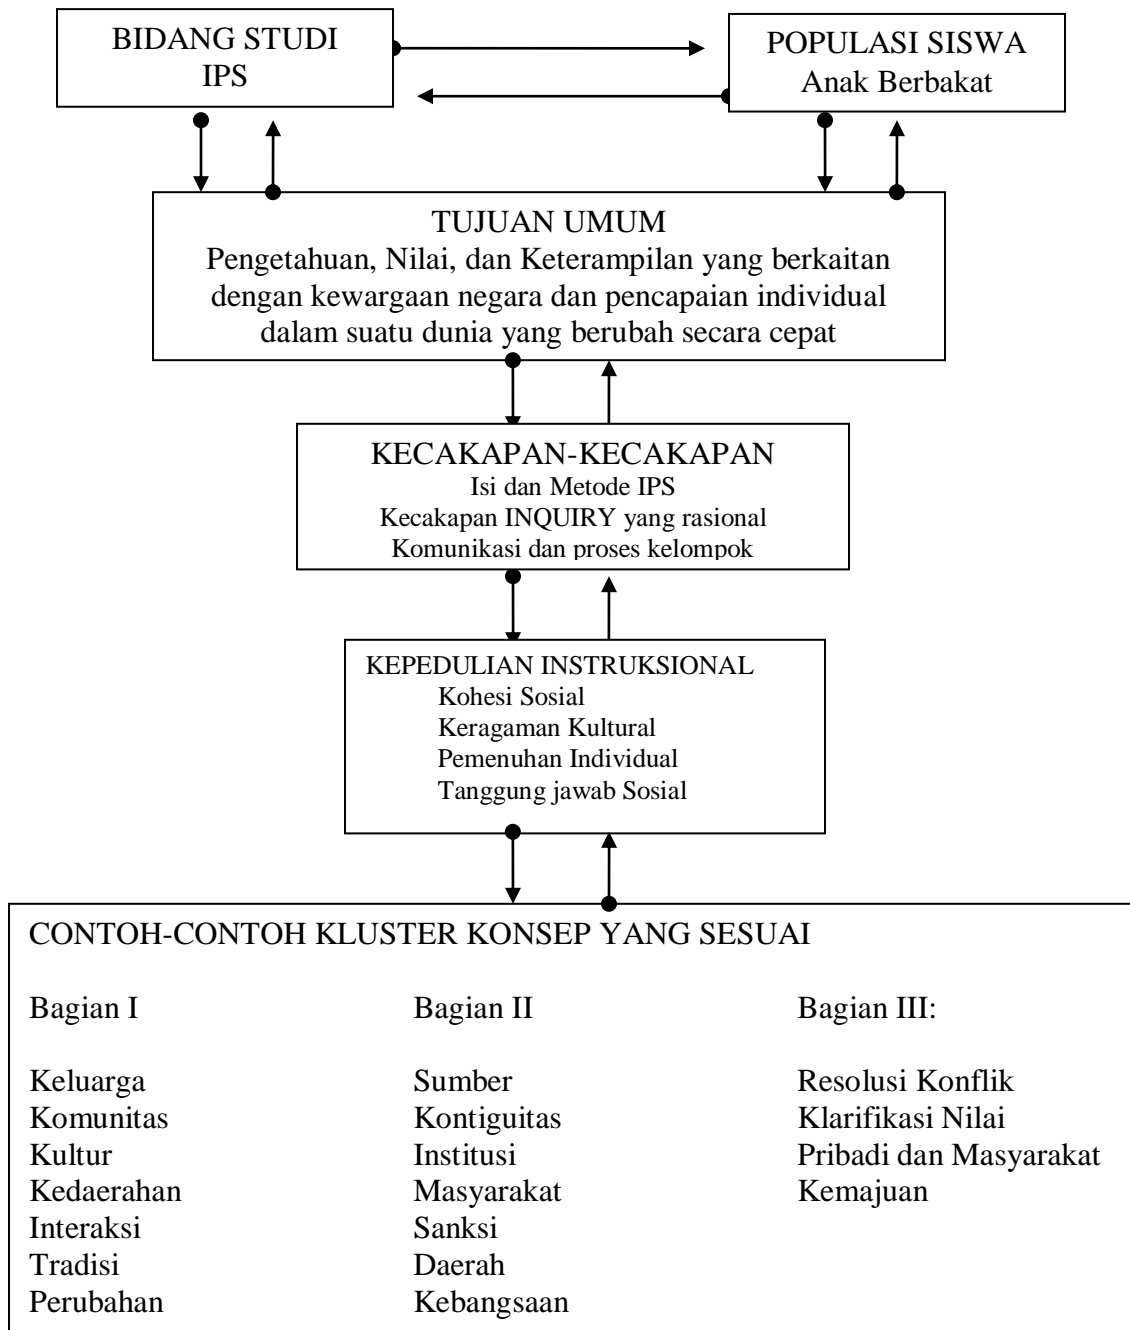 BIDANG STUDI
IPS
POPULASI SISWA
Anak Berbakat
TUJUAN UMUM
Pengetahuan, Nilai, dan Keterampilan yang berkaitan
dengan kewargaan negara dan pencapaian individual
dalam suatu dunia yang berubah secara cepat
KECAKAPAN-KECAKAPAN
Isi dan Metode IPS
Kecakapan INQUIRY yang rasional
Komunikasi dan proses kelompok
KEPEDULIAN INSTRUKSIONAL
Kohesi Sosial
Keragaman Kultural
Pemenuhan Individual
Tanggung jawab Sosial
CONTOH-CONTOH KLUSTER KONSEP YANG SESUAI
Bagian I
Keluarga
Komunitas
Kultur
Kedaerahan
Interaksi
Tradisi
Perubahan
Bagian II
Sumber
Kontiguitas
Institusi
Masyarakat
Sanksi
Daerah
Kebangsaan
Bagian III:
Resolusi Konflik
Klarifikasi Nilai
Pribadi dan Masyarakat
Kemajuan